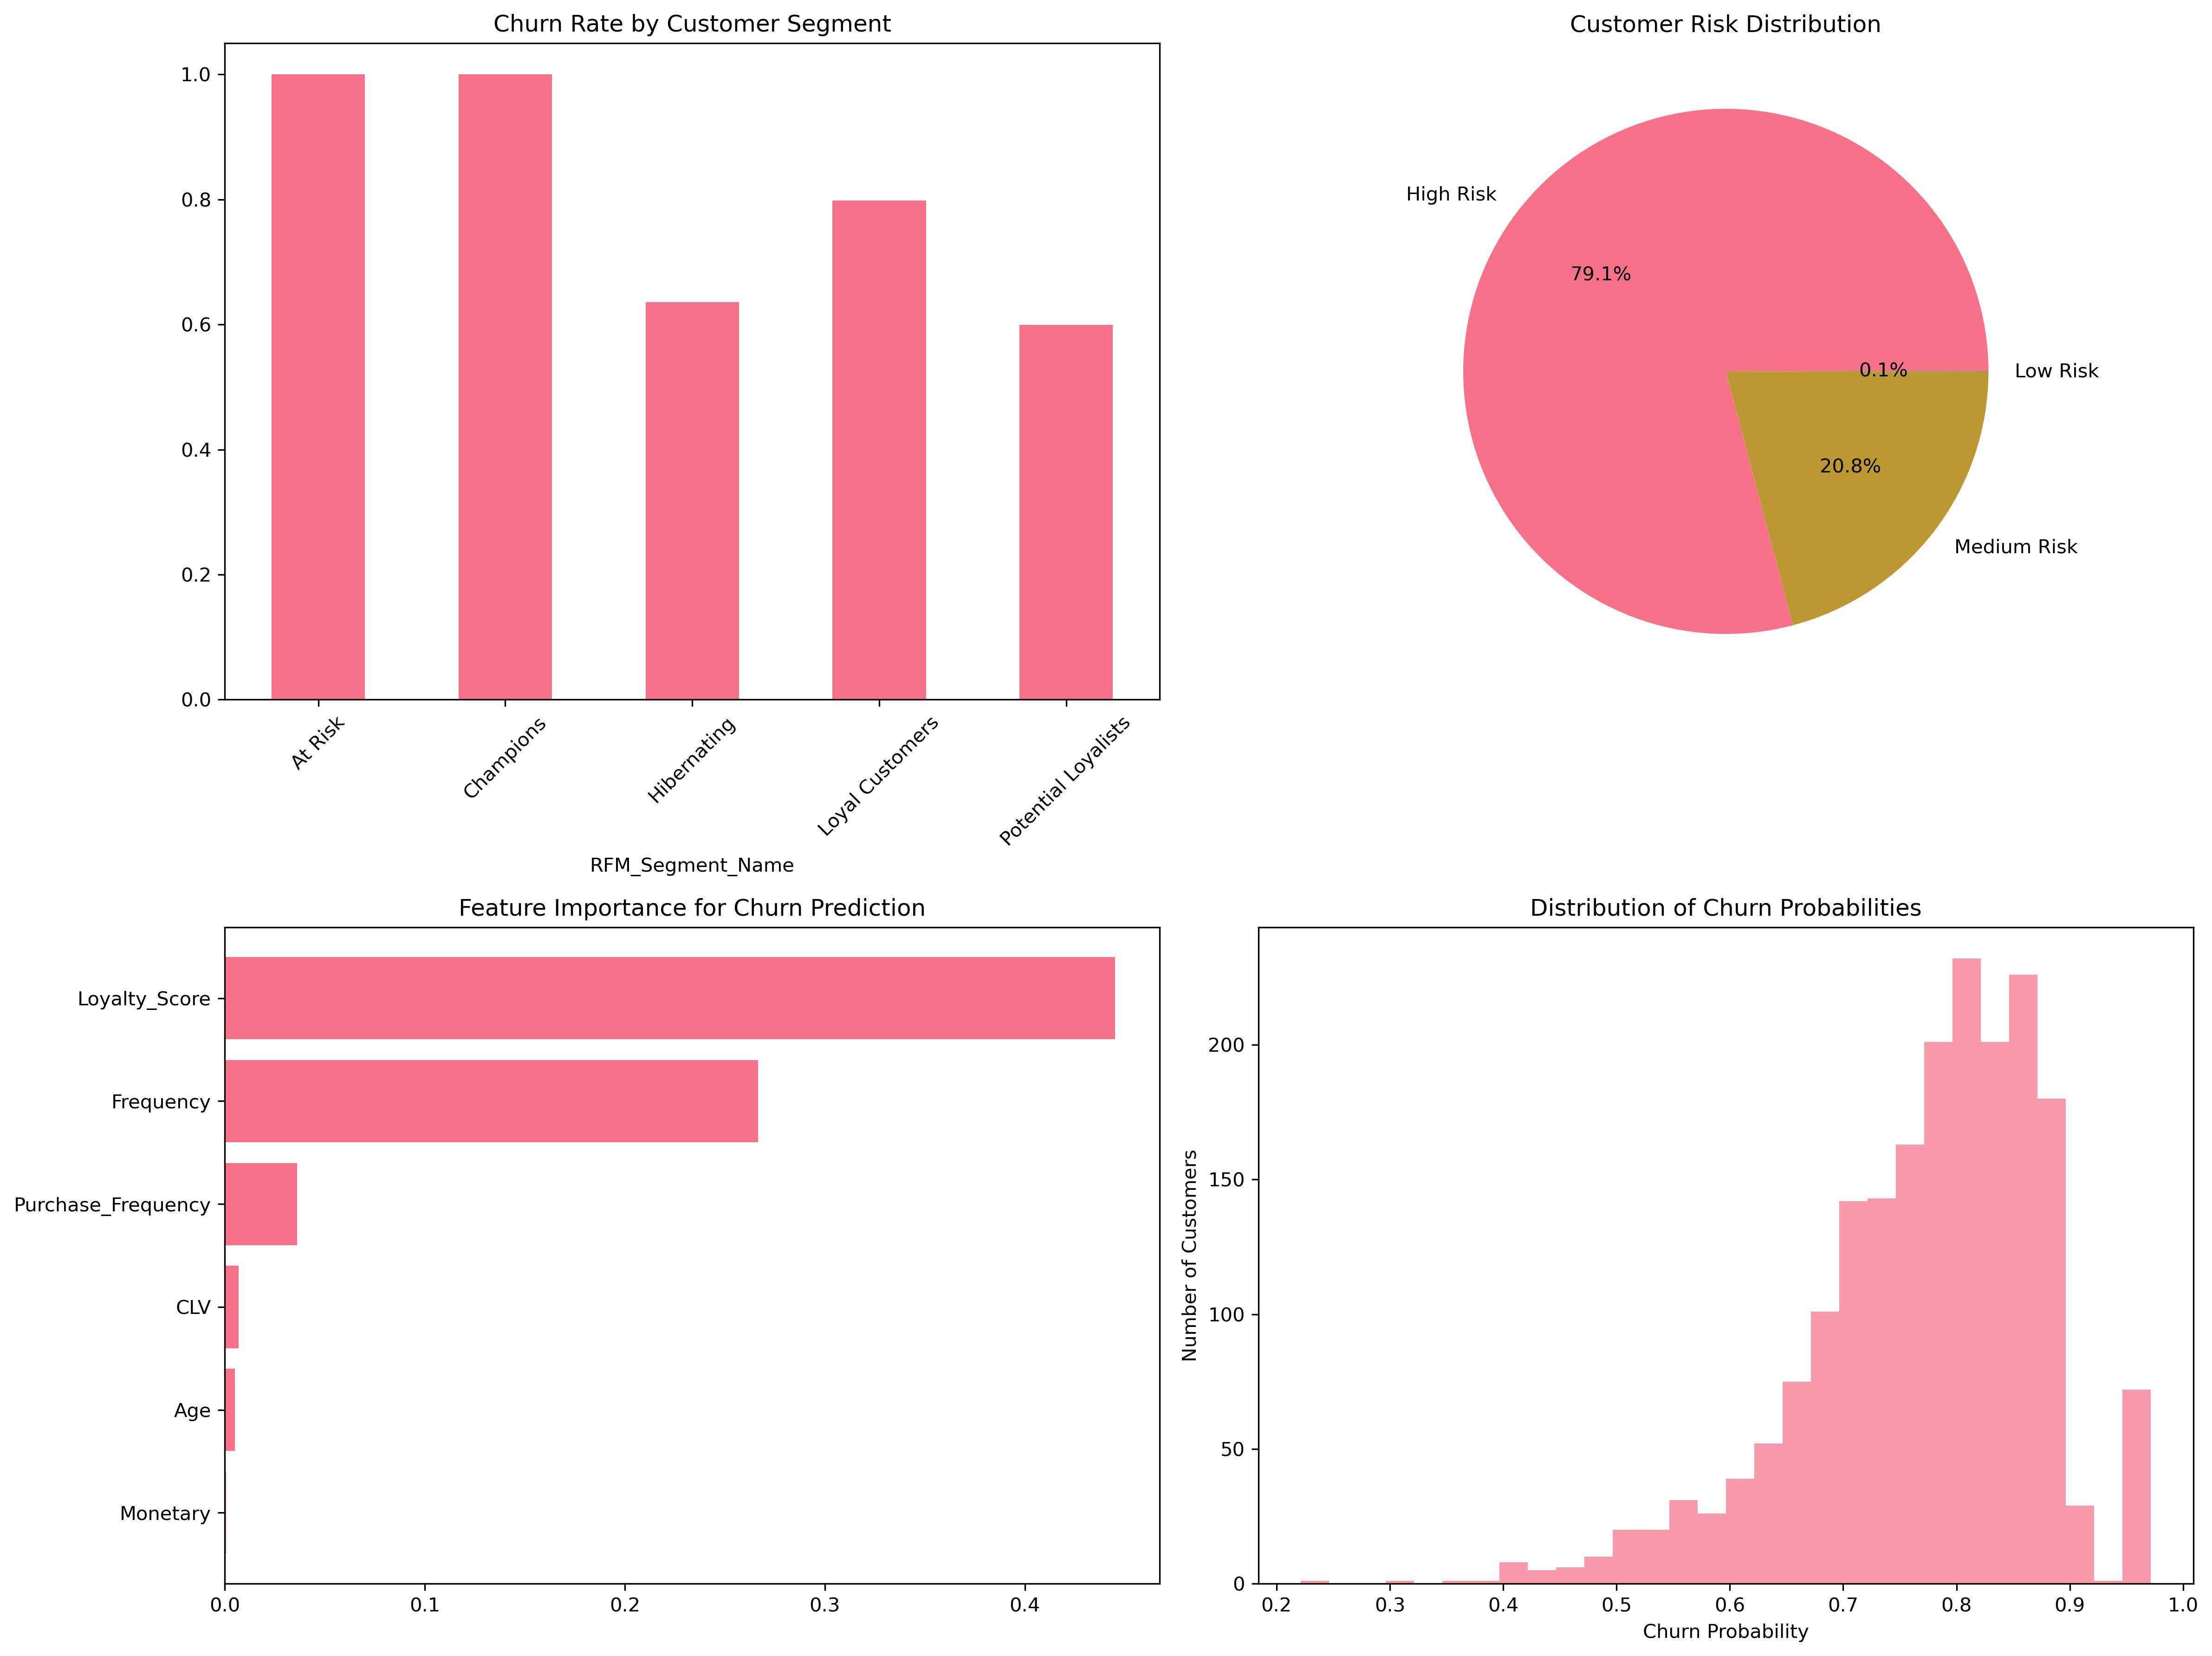 Churn Rate by Customer Segment
1.0
0.8
0.6
0.4
0.2
0.0
At Risk
Champions
Hibernating
Loyal Customers
Potential Loyalists
RFM_Segment_Name
Customer Risk Distribution
High Risk
79.1%
0.1%
Low Risk
20.8%
Medium Risk
Feature Importance for Churn Prediction
Loyalty_Score
Frequency
Purchase_Frequency
CLV
Age
Monetary
0.0 0.1 0.2 0.3 0.4
Distribution of Churn Probabilities
Number of Customers
200
150
100
50
0
0.2 0.3 0.4 0.5 0.6 0.7 0.8 0.9 1.0
Churn Probability